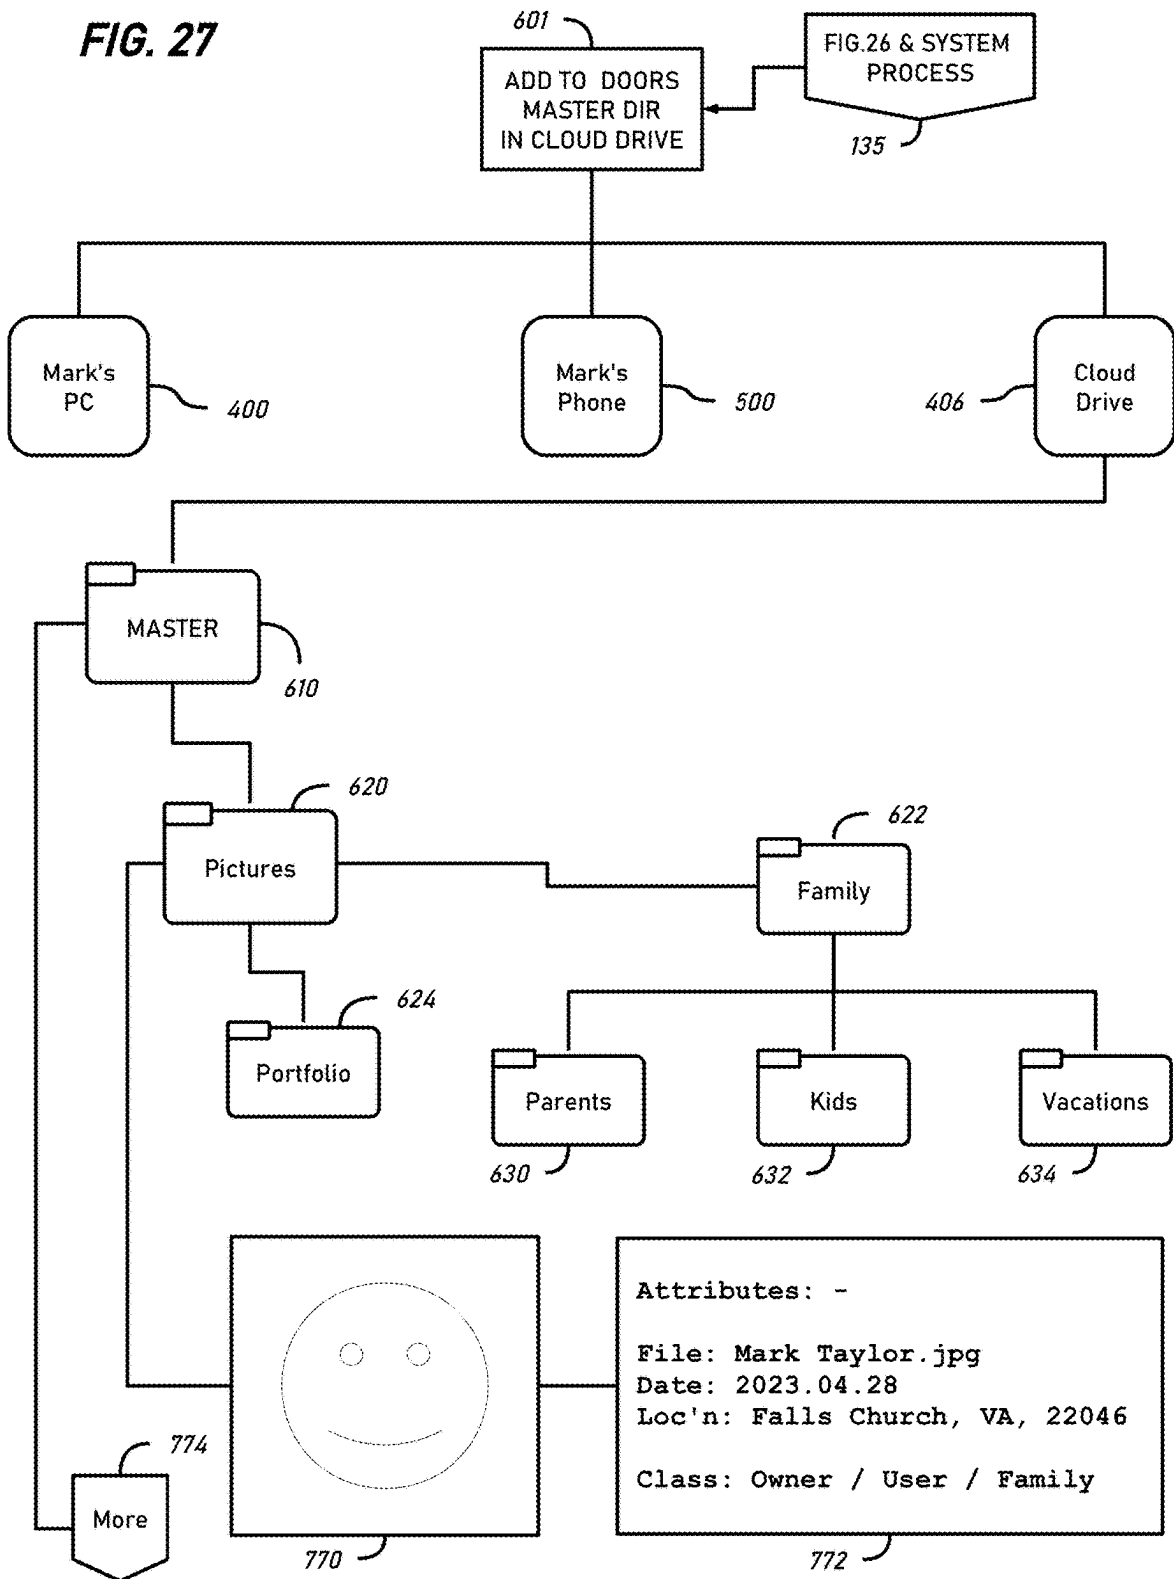 FIG. 27
601
ADD TO DOORS
MASTER DIR
IN CLOUD DRIVE
FIG.26 & SYSTEM
PROCESS
135
Mark's
PC
400
Mark's
Phone
500
406
Cloud
Drive
MASTER
610
620
Pictures
622
Family
624
Portfolio
Parents
630
Kids
632
Vacations
634
Attributes: -
File: Mark Taylor.jpg
Date: 2023.04.28
Loc'n: Falls Church, VA, 22046
Class: Owner / User / Family
774
More
770
772